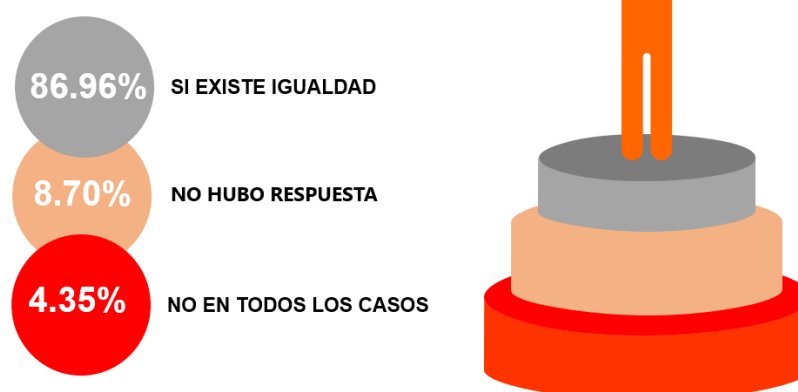 86.96% SI EXISTE IGUALDAD
8.70% NO HUBO RESPUESTA
4.35% NO EN TODOS LOS CASOS